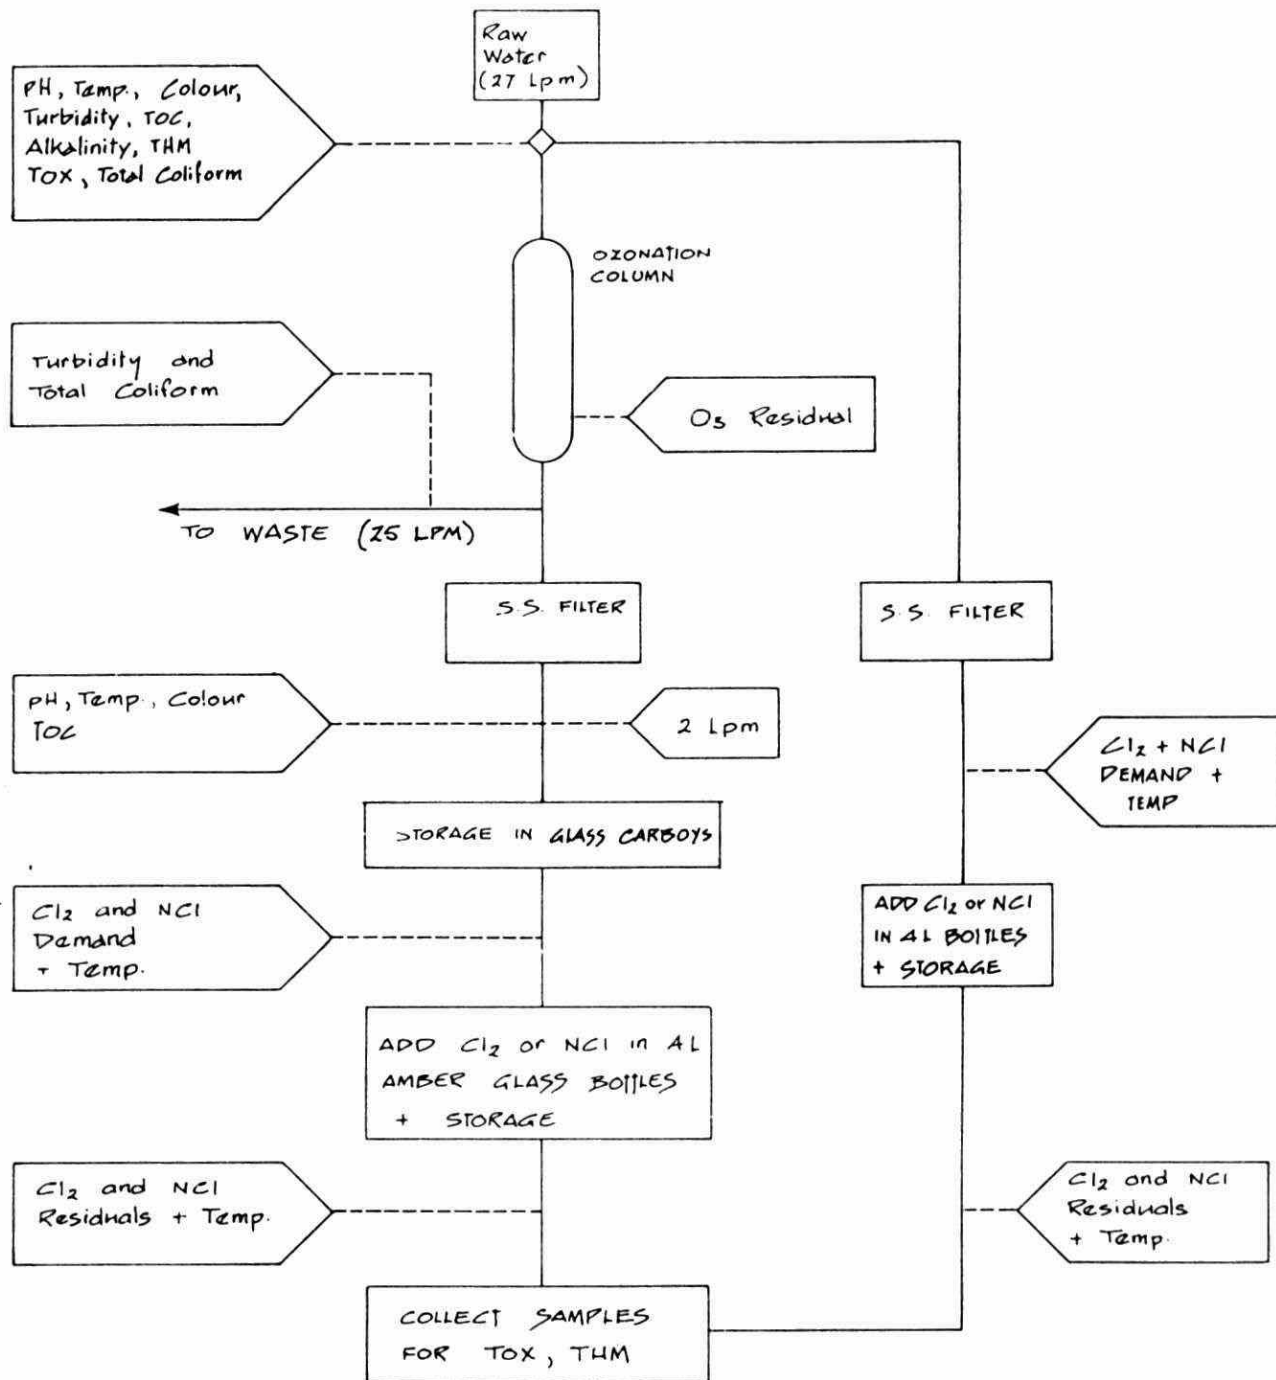 Raw
Water
(27 Lpm)
PH, Temp., Colour,
Turbidity, TOC,
Alkalinity, THM
TOX, Total Coliform
OZONATION
COLUMN
Turbidity and
Total Coliform
O3 Residual
TO WASTE (25 LPM)
S.S. FILTER
S.S. FILTER
pH, Temp., Colour
TOC
2 Lpm
Cl2 + NCl
DEMAND +
TEMP
STORAGE IN GLASS CARBOYS
Cl2 and NCl
Demand
+ Temp.
ADD Cl2 or NCl
IN 4L BOTTLES
+ STORAGE
ADD Cl2 or NCl in 4L
AMBER GLASS BOTTLES
+ STORAGE
Cl2 and NCl
Residuals + Temp.
Cl2 and NCl
Residuals
+ Temp.
COLLECT SAMPLES
FOR TOX, THM